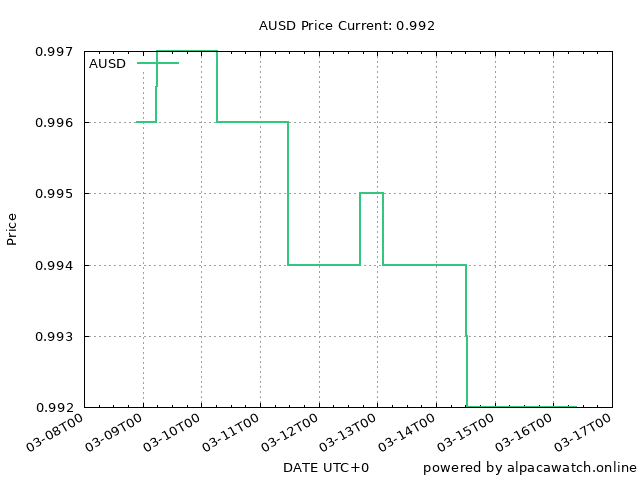 AUSD Price Current: 0.992
0.997
AUSD
0.996
0.995
Price
0.994
0.993
0.992
03-08T00 03-09T00 03-10T00 03-11T00 03-12T00 03-13T00 03-14T00 03-15T00 03-16T00 03-17T00
DATE UTC+0 powered by alpacawatch.online